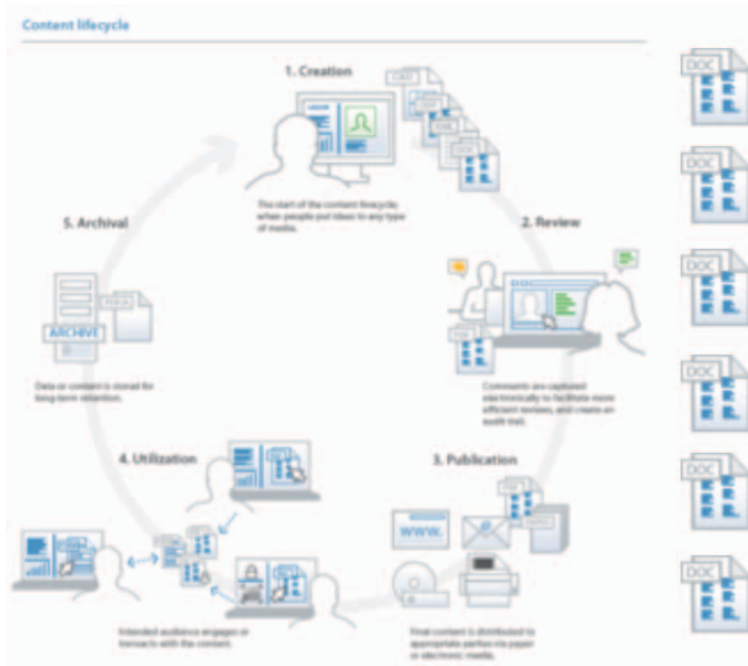 Content lifecycle
1. Creation
CAD
DOC
The start of the content lifecycle;
when people put ideas to any type
of media.
2. Review
Comments are captured
electronically to facilitate more
efficient reviews, and create an
audit trail.
3. Publication
WWW.
Final content is distributed to
appropriate parties via paper
or electronic media.
4. Utilization
Intended audience engages or
transacts with the content.
5. Archival
ARCHIVE
Data or content is stored for
long-term retention.
DOC
DOC
DOC
DOC
DOC
DOC